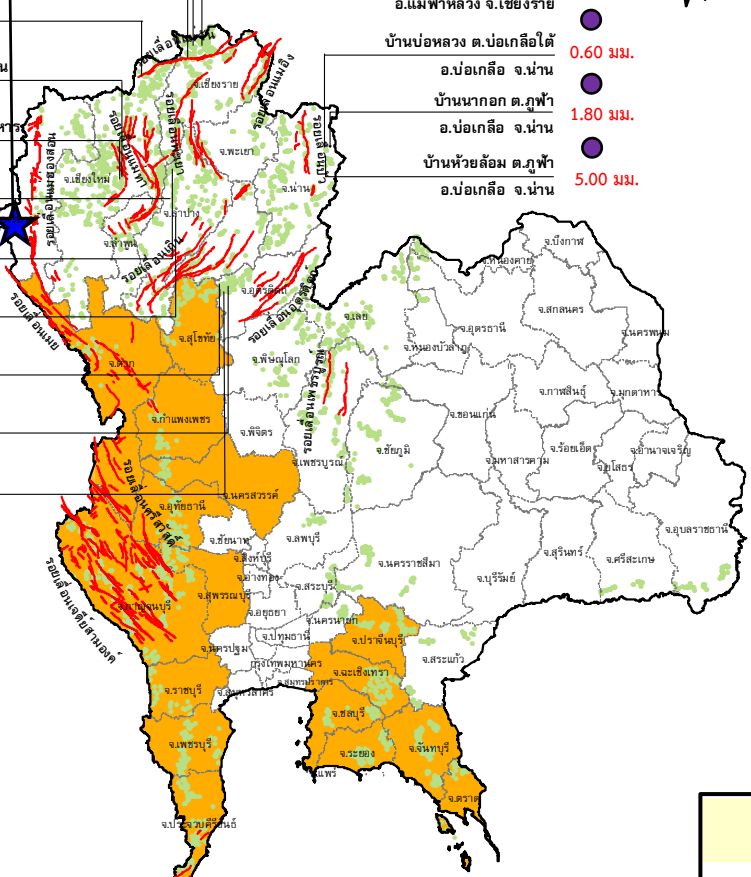 อ.แม่ฟ้าหลวง จ.เชียงราย
บ้านบ่อหลวง ต.บ่อเกลือใต้
0.60 มม.
อ.บ่อเกลือ จ.น่าน
บ้านนากอก ต.ภูฟ้า
1.80 มม.
อ.บ่อเกลือ จ.น่าน
บ้านห้วยล้อม ต.ภูฟ้า
5.00 มม.
อ.บ่อเกลือ จ.น่าน
น
หาร
รอยเลื่อนแม่อิง
จ.เชียงราย
รอยเลื่อนพะเยา
รอยเลื่อนแม่ทา
รอยเลื่อนปัว
จ.พะเยา
รอยเลื่อนแม่ฮ่องสอน
จ.เชียงใหม่
จ.น่าน
จ.ลำปาง
จ.ลำพูน
รอยเลื่อนเถิน
จ.อุตรดิตถ์
รอยเลื่อนอุตรดิตถ์
รอยเลื่อนเมย
จ.สุโขทัย
จ.ตาก
จ.พิษณุโลก
จ.เลย
จ.หนองคาย
จ.บึงกาฬ
จ.สกลนคร
จ.อุดรธานี
จ.นครพนม
จ.หนองบัวลำภู
รอยเลื่อนเพชรบูรณ์
จ.กำแพงเพชร
จ.พิจิตร
จ.เพชรบูรณ์
จ.ชัยภูมิ
จ.ขอนแก่น
จ.กาฬสินธุ์
จ.มุกดาหาร
จ.มหาสารคาม
จ.ร้อยเอ็ด
จ.ยโสธร
จ.อำนาจเจริญ
รอยเลื่อนศรีสวัสดิ์
จ.นครสวรรค์
จ.อุทัยธานี
จ.ชัยนาท
จ.ลพบุรี
จ.สิงห์บุรี
จ.อ่างทอง
จ.นครราชสีมา
จ.บุรีรัมย์
จ.สุรินทร์
จ.ศรีสะเกษ
จ.อุบลราชธานี
รอยเลื่อนเจดีย์สามองค์
จ.กาญจนบุรี
จ.สุพรรณบุรี
จ.สระบุรี
จ.อยุธยา
จ.นครนายก
จ.ปทุมธานี
จ.ปราจีนบุรี
จ.สระแก้ว
จ.นครปฐม
กรุงเทพมหานคร
จ.ฉะเชิงเทรา
จ.สมุทรปราการ
จ.สมุทรสาคร
จ.ราชบุรี
จ.ชลบุรี
จ.เพชรบุรี
จ.ระยอง
จ.จันทบุรี
แพร่
จ.ตราด
จ.ประจวบคีรีขันธ์